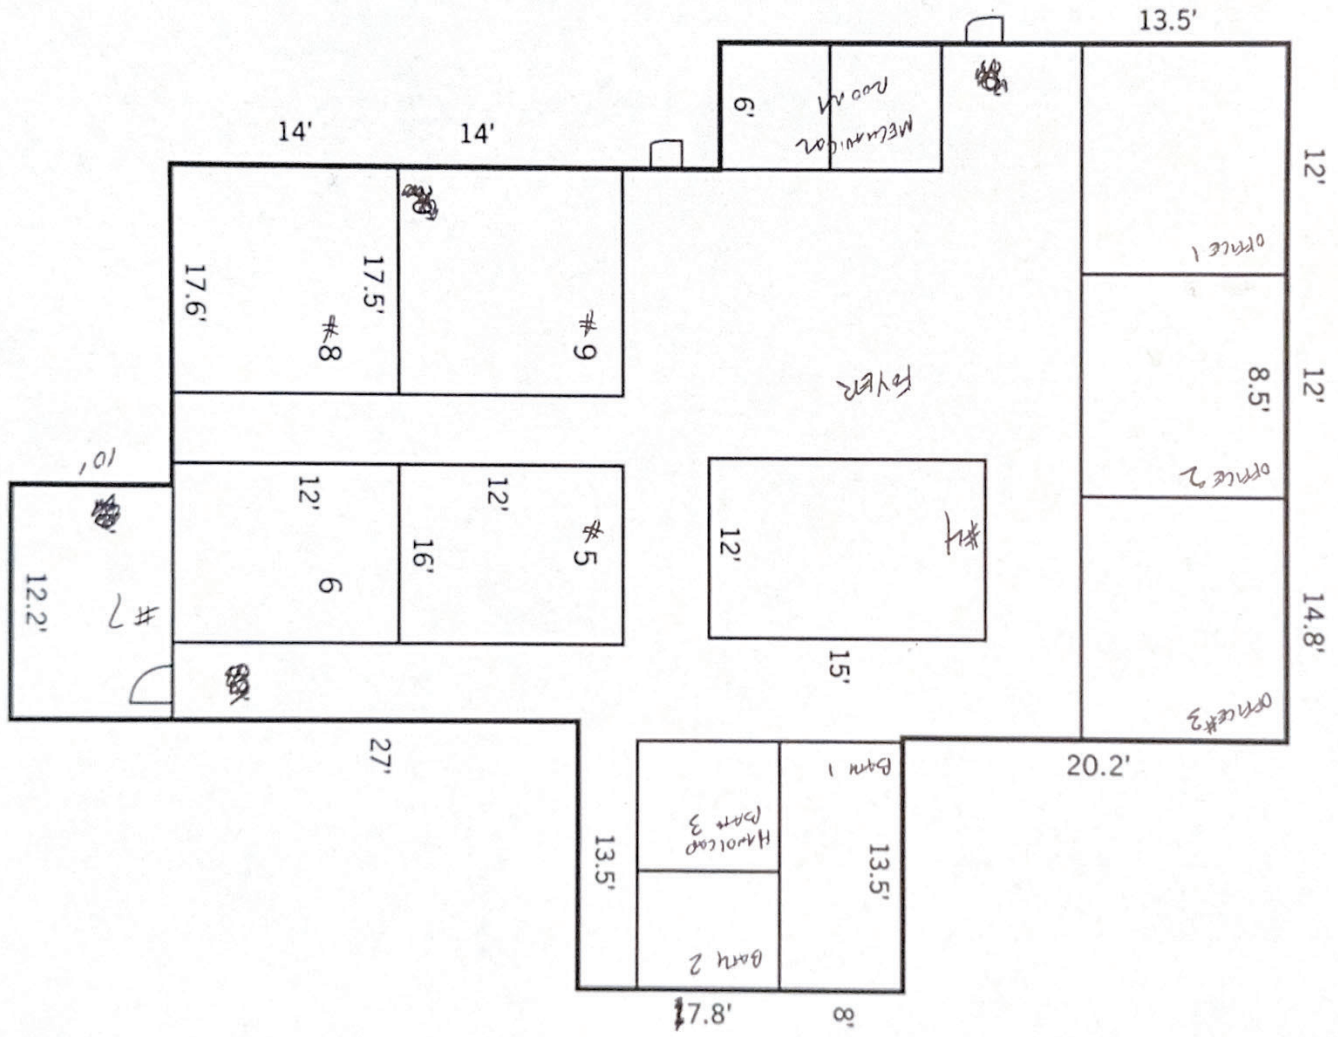 13.5'
14'
14'
6'
MECHANICAL
ROOM
12'
OFFICE 1
17.6'
17.5'
#8
#9
FOYER
8.5'
12'
OFFICE 2
10'
12'
12'
#5
16'
6
12'
#4
12.2'
#7
15'
14.8'
OFFICE #3
27'
20.2'
BATH 1
HANDICAP
BATH 3
13.5'
13.5'
BATH 2
17.8'
8'